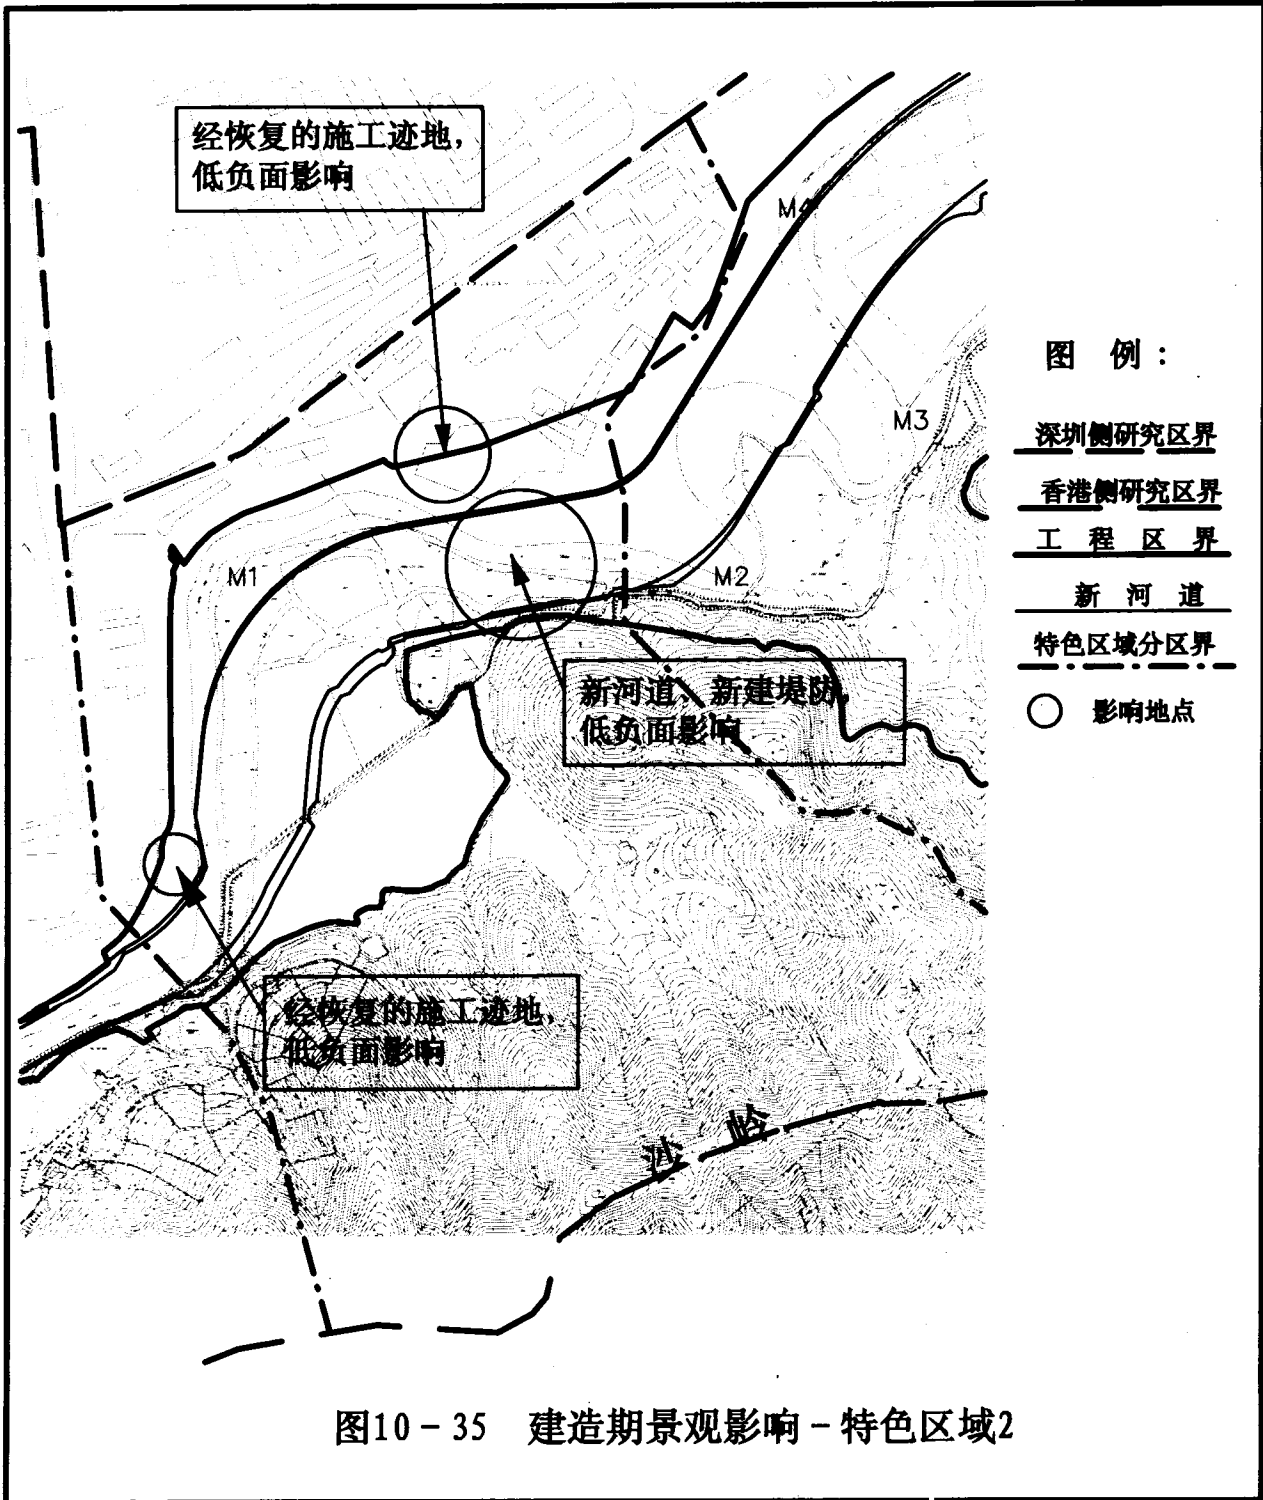 经恢复的施工迹地，
低负面影响
M4
图 例：
M3
深圳侧研究区界
香港侧研究区界
工 程 区 界
M1
M2
新 河 道
特色区域分区界
新河道、新建堤防，
低负面影响
影响地点
经恢复的施工迹地，
低负面影响
沙 岭
图10－35 建造期景观影响－特色区域2